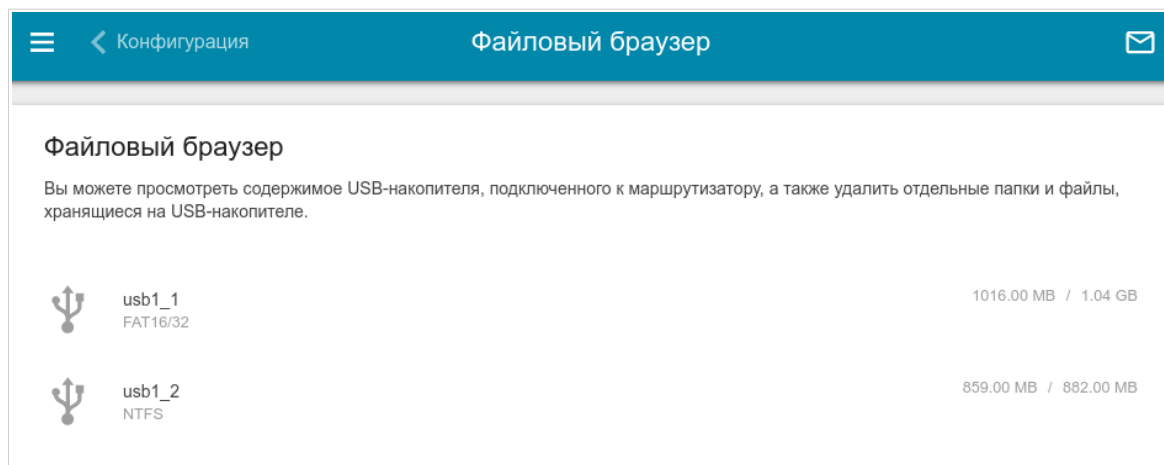 Конфигурация
Файловый браузер
Файловый браузер
Вы можете просмотреть содержимое USB-накопителя, подключенного к маршрутизатору, а также удалить отдельные папки и файлы,
хранящиеся на USB-накопителе.
usb1_1
1016.00 MB / 1.04 GB
FAT16/32
usb1_2
859.00 MB / 882.00 MB
NTFS